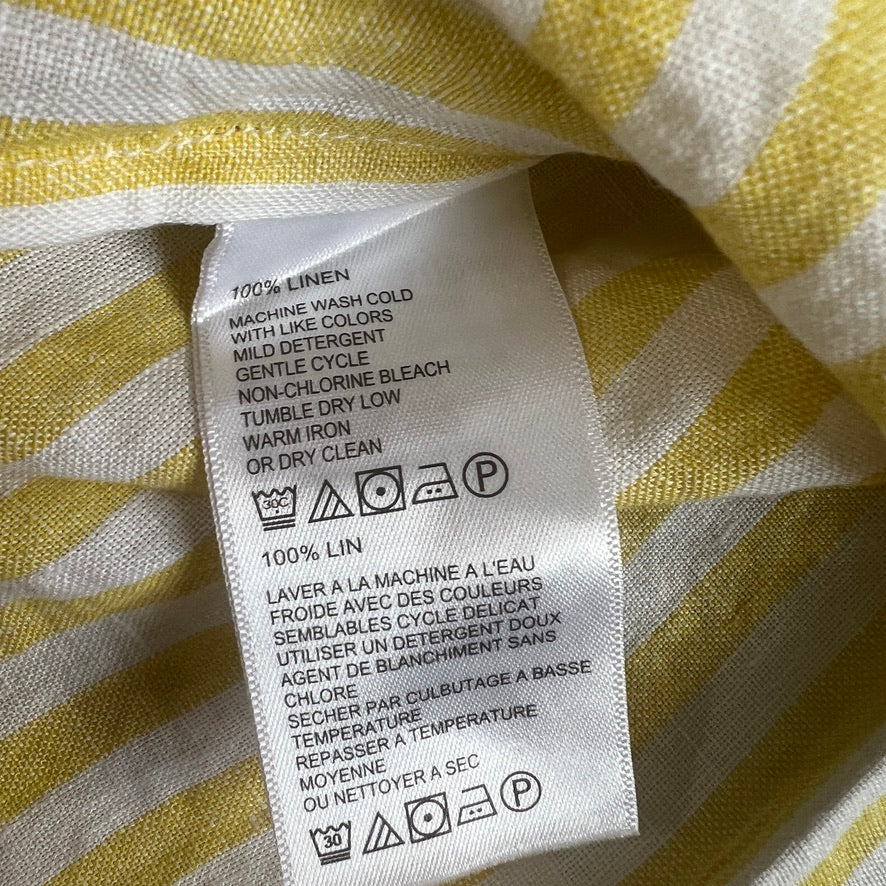 100% LINEN
MACHINE WASH COLD
WITH LIKE COLORS
MILD DETERGENT
GENTLE CYCLE
NON-CHLORINE BLEACH
TUMBLE DRY LOW
WARM IRON
OR DRY CLEAN
30C P
100% LIN
LAVER A LA MACHINE A L'EAU
FROIDE AVEC DES COULEURS
SEMBLABLES CYCLE DELICAT
UTILISER UN DETERGENT DOUX
AGENT DE BLANCHIMENT SANS
CHLORE
SECHER PAR CULBUTAGE A BASSE
TEMPERATURE
REPASSER A TEMPERATURE
MOYENNE
OU NETTOYER A SEC
30 P